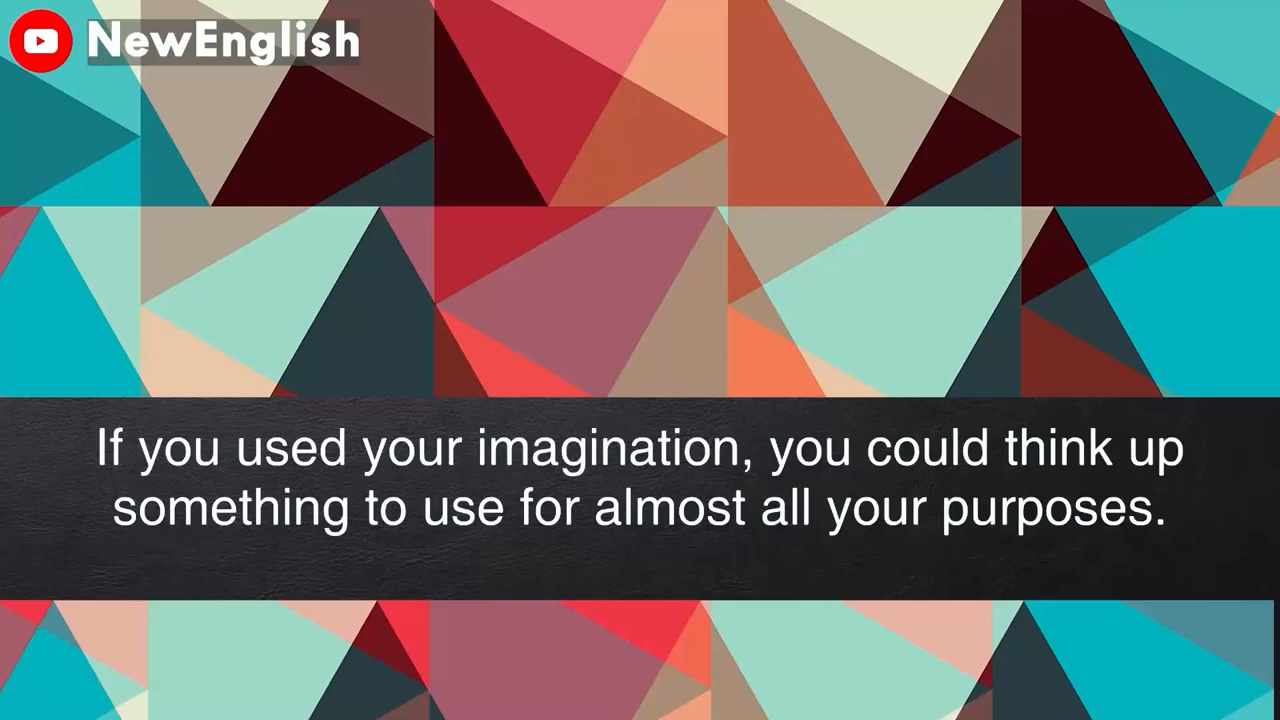 NewEnglish
If you used your imagination, you could think up
something to use for almost all your purposes.